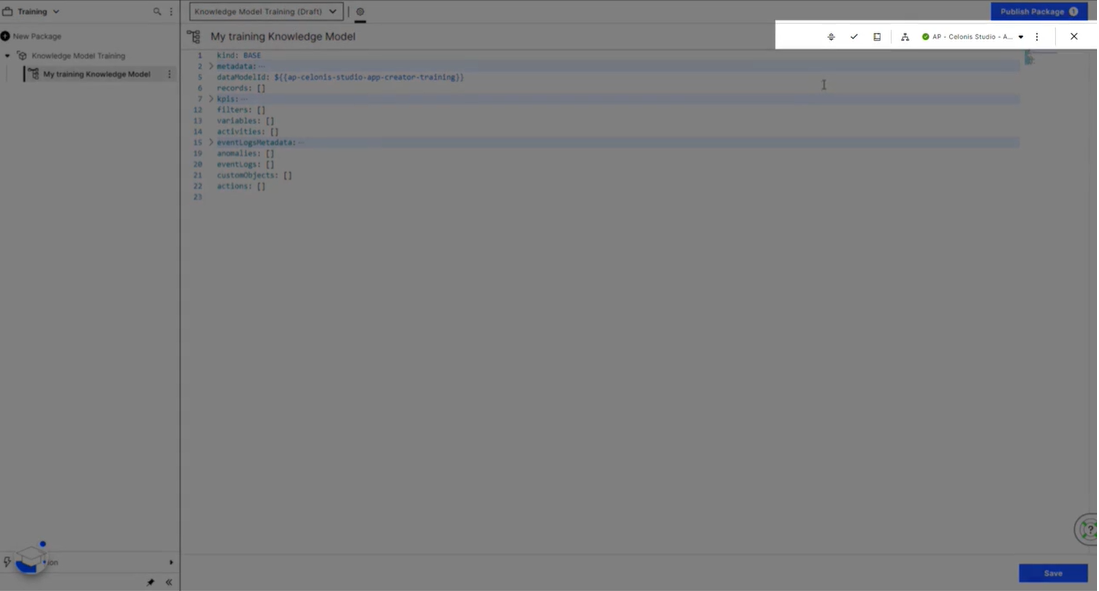 Training
Knowledge Model Training (Draft)
Publish Package 1
New Package
My training Knowledge Model
AP - Celonis Studio - A...
Knowledge Model Training
My training Knowledge Model
1 kind: BASE
2 metadata:
5 dataModelId: ${{ap-celonis-studio-app-creator-training}}
6 records: []
7 kpis:
12 filters: []
13 variables: []
14 activities: []
15 eventLogsMetadata:
19 anomalies: []
20 eventLogs: []
21 customObjects: []
22 actions: []
23
ion
Save